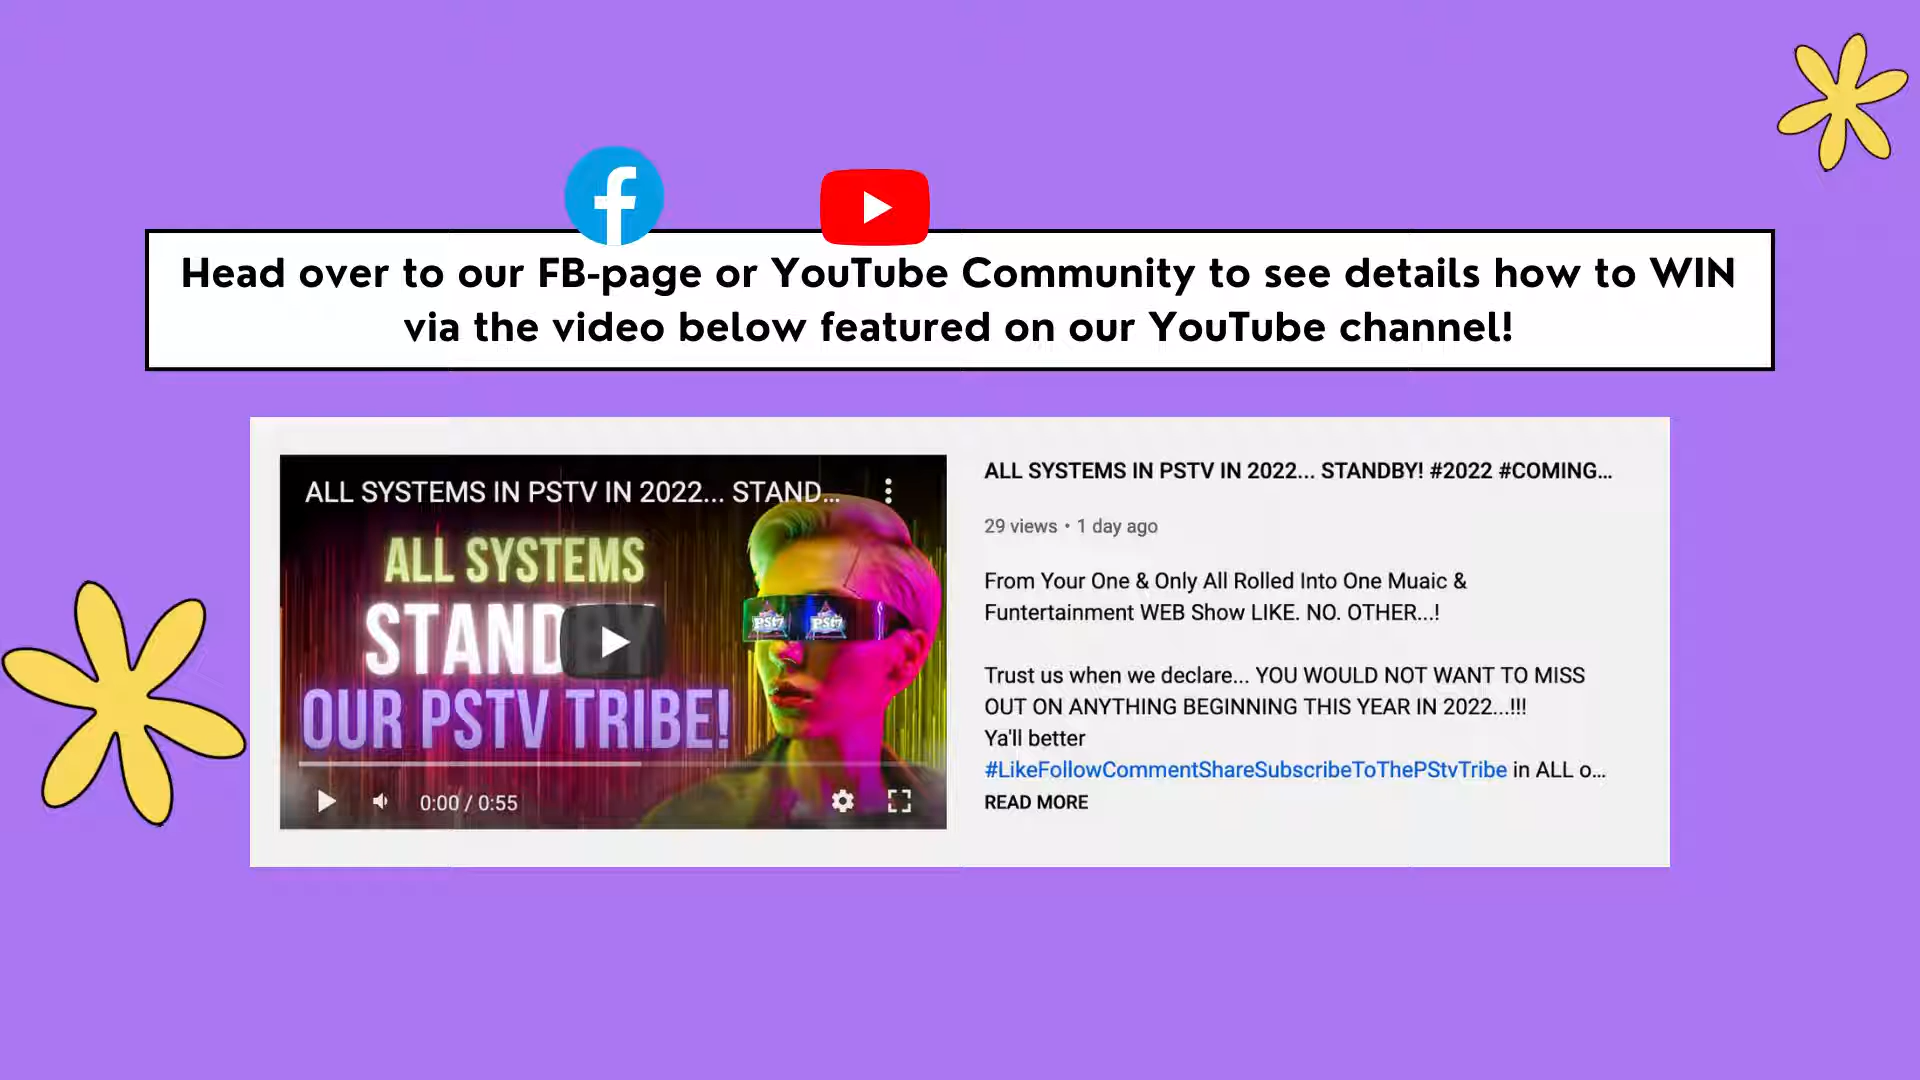 Head over to our FB-page or YouTube Community to see details how to WIN
via the video below featured on our YouTube channel!
ALL SYSTEMS IN PSTV IN 2022... STAND...
ALL SYSTEMS
STANDBY
OUR PSTV TRIBE!
PSt7 PSt7
0:00 / 0:55
ALL SYSTEMS IN PSTV IN 2022... STANDBY! #2022 #COMING...
29 views • 1 day ago
From Your One & Only All Rolled Into One Muaic &
Funtertainment WEB Show LIKE. NO. OTHER...!
Trust us when we declare... YOU WOULD NOT WANT TO MISS
OUT ON ANYTHING BEGINNING THIS YEAR IN 2022...!!!
Ya'll better
#LikeFollowCommentShareSubscribeToThePStvTribe in ALL o...
READ MORE